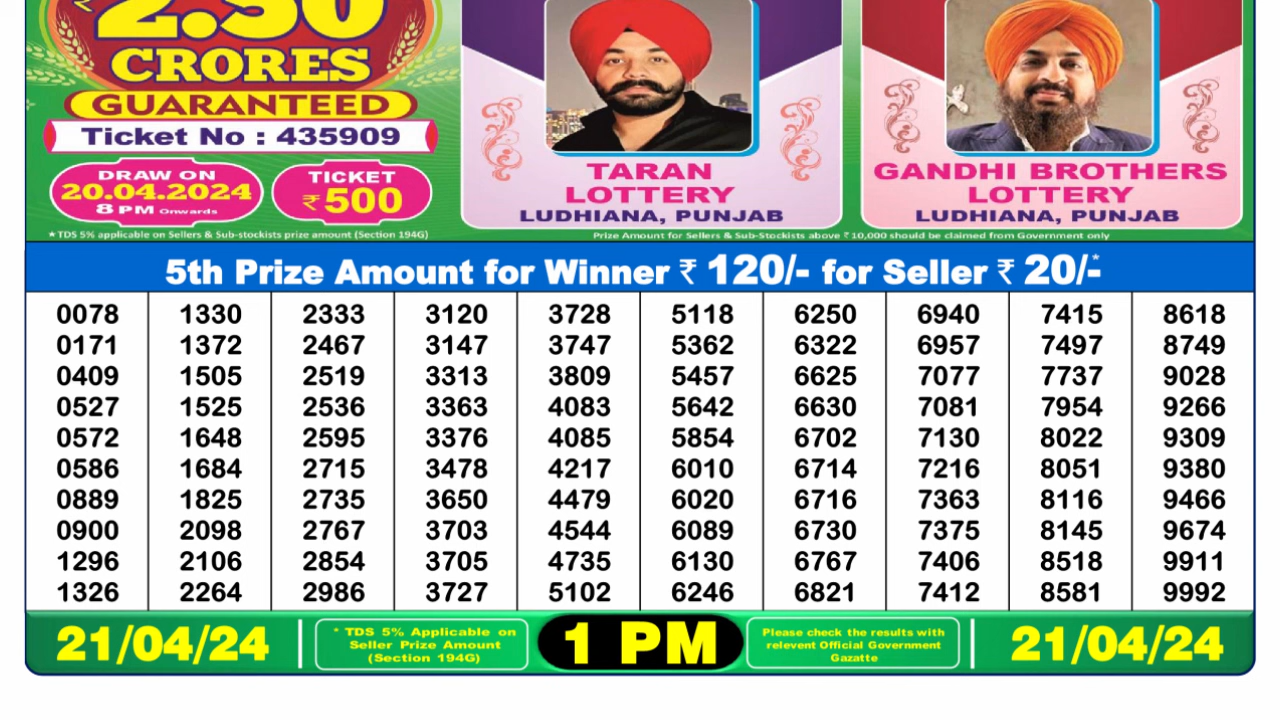 ₹ 2.50
CRORES
GUARANTEED
Ticket No : 435909
DRAW ON
20.04.2024
8 PM Onwards
TICKET
₹ 500
★ TDS 5% applicable on Sellers & Sub-stockists prize amount (Section 194G)
TARAN
LOTTERY
LUDHIANA, PUNJAB
GANDHI BROTHERS
LOTTERY
LUDHIANA, PUNJAB
Prize Amount for Sellers & Sub-Stockists above ₹ 10,000 should be claimed from Government only
5th Prize Amount for Winner ₹ 120/- for Seller ₹ 20/-*
0078 1330 2333 3120 3728 5118 6250 6940 7415 8618
0171 1372 2467 3147 3747 5362 6322 6957 7497 8749
0409 1505 2519 3313 3809 5457 6625 7077 7737 9028
0527 1525 2536 3363 4083 5642 6630 7081 7954 9266
0572 1648 2595 3376 4085 5854 6702 7130 8022 9309
0586 1684 2715 3478 4217 6010 6714 7216 8051 9380
0889 1825 2735 3650 4479 6020 6716 7363 8116 9466
0900 2098 2767 3703 4544 6089 6730 7375 8145 9674
1296 2106 2854 3705 4735 6130 6767 7406 8518 9911
1326 2264 2986 3727 5102 6246 6821 7412 8581 9992
21/04/24
* TDS 5% Applicable on
Seller Prize Amount
(Section 194G)
1 PM
Please check the results with
relevent Official Government
Gazatte
21/04/24